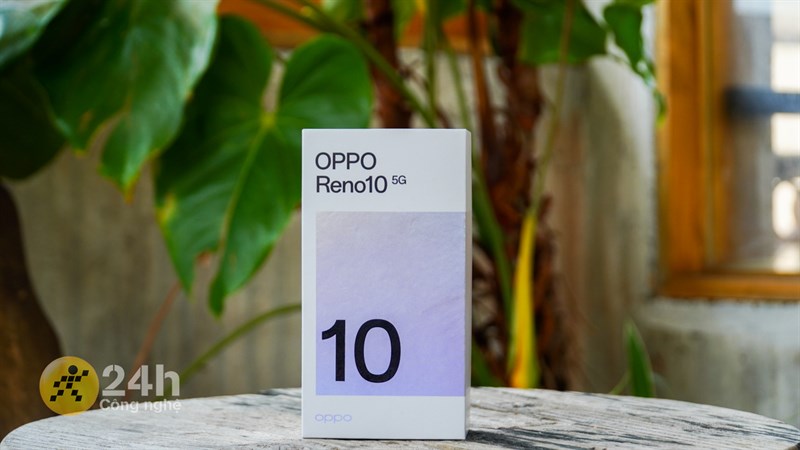 OPPO
Reno10 5G
10
oppo
24h
Công nghệ